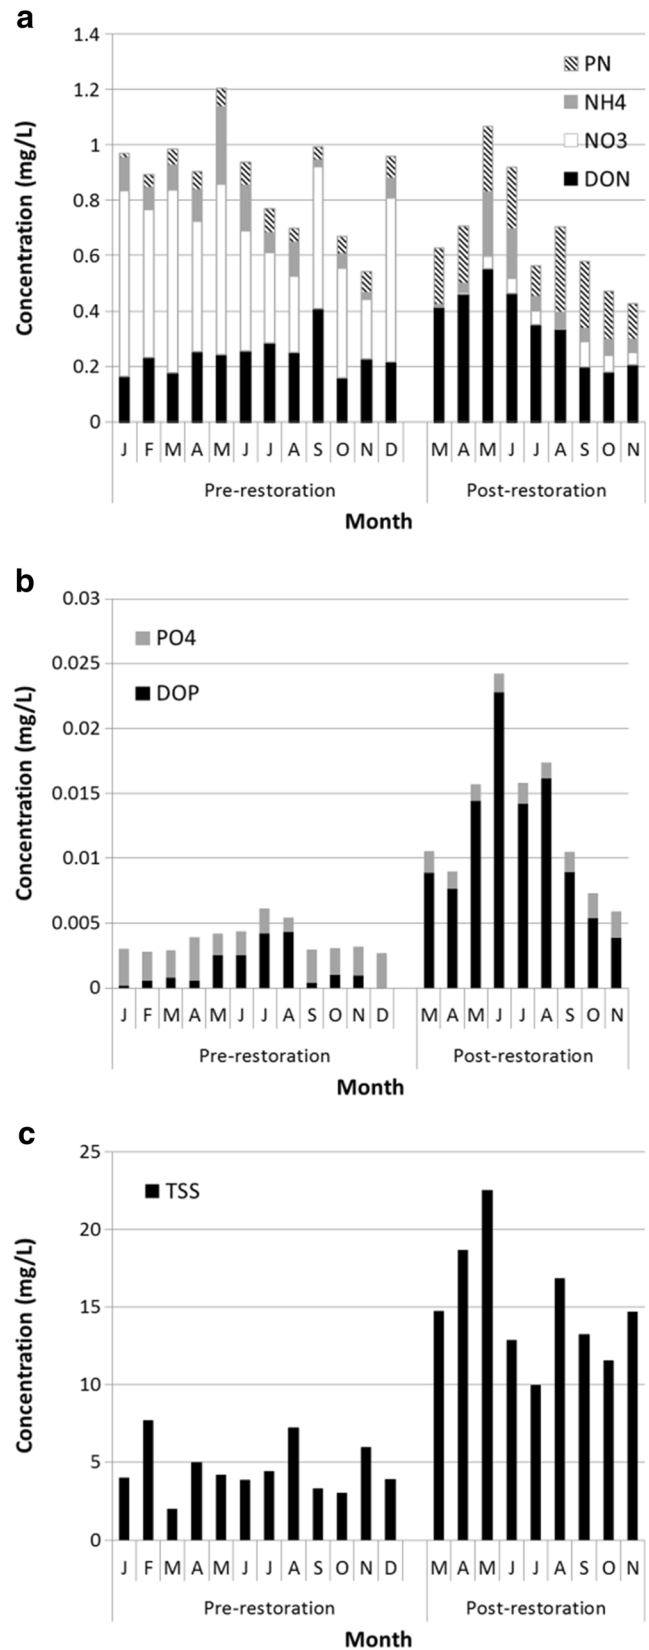 a
1.4
1.2
1
0.8
0.6
0.4
0.2
0
Concentration (mg/L)
PN
NH4
NO3
DON
J F M A M J J A S O N D M A M J J A S O N
Pre-restoration Post-restoration
Month
b
0.03
0.025
0.02
0.015
0.01
0.005
0
Concentration (mg/L)
PO4
DOP
J F M A M J J A S O N D M A M J J A S O N
Pre-restoration Post-restoration
Month
c
25
20
15
10
5
0
Concentration (mg/L)
TSS
J F M A M J J A S O N D M A M J J A S O N
Pre-restoration Post-restoration
Month